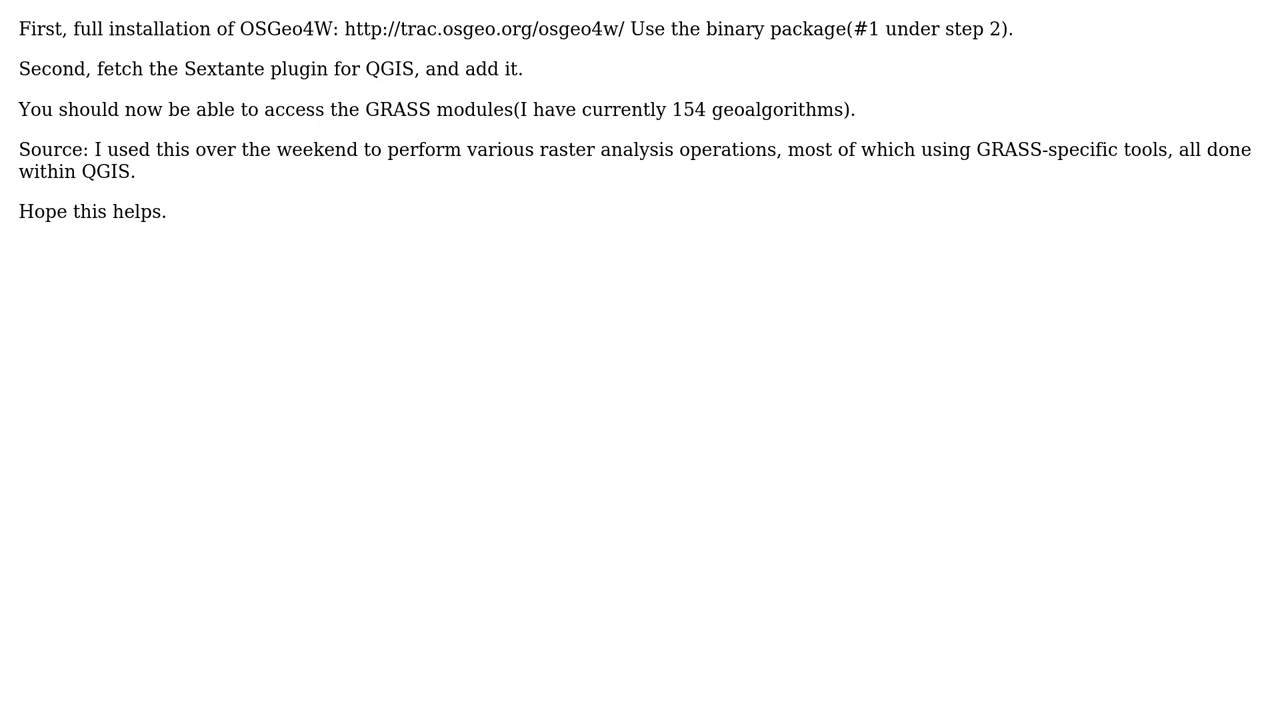 First, full installation of OSGeo4W: http://trac.osgeo.org/osgeo4w/ Use the binary package(#1 under step 2).
Second, fetch the Sextante plugin for QGIS, and add it.
You should now be able to access the GRASS modules(I have currently 154 geoalgorithms).
Source: I used this over the weekend to perform various raster analysis operations, most of which using GRASS-specific tools, all done
within QGIS.
Hope this helps.